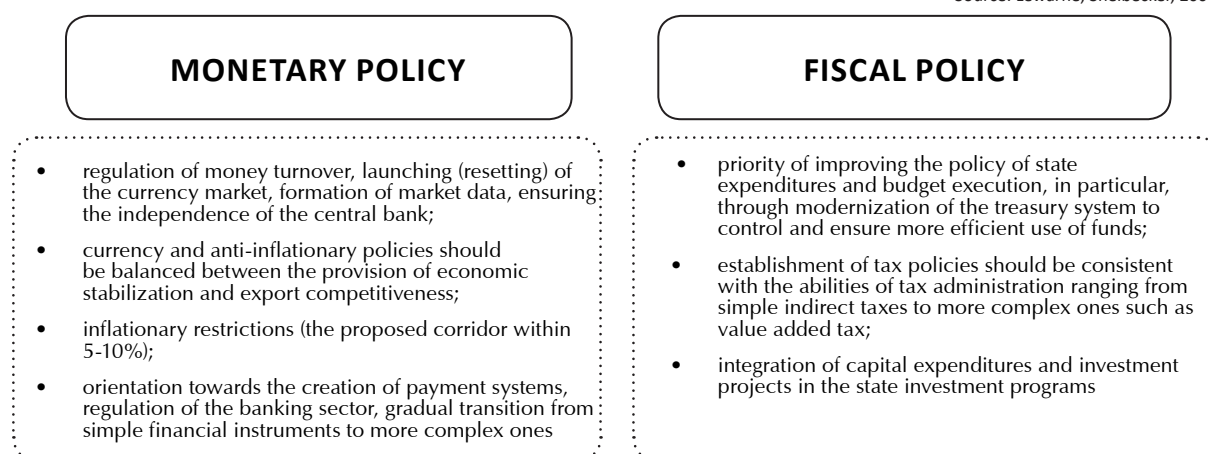 MONETARY POLICY
• regulation of money turnover, launching (resetting) of
the currency market, formation of market data, ensuring
the independence of the central bank;
• currency and anti-inflationary policies should
be balanced between the provision of economic
stabilization and export competitiveness;
• inflationary restrictions (the proposed corridor within
5-10%);
• orientation towards the creation of payment systems,
regulation of the banking sector, gradual transition from
simple financial instruments to more complex ones
FISCAL POLICY
• priority of improving the policy of state
expenditures and budget execution, in particular,
through modernization of the treasury system to
control and ensure more efficient use of funds;
• establishment of tax policies should be consistent
with the abilities of tax administration ranging from
simple indirect taxes to more complex ones such as
value added tax;
• integration of capital expenditures and investment
projects in the state investment programs